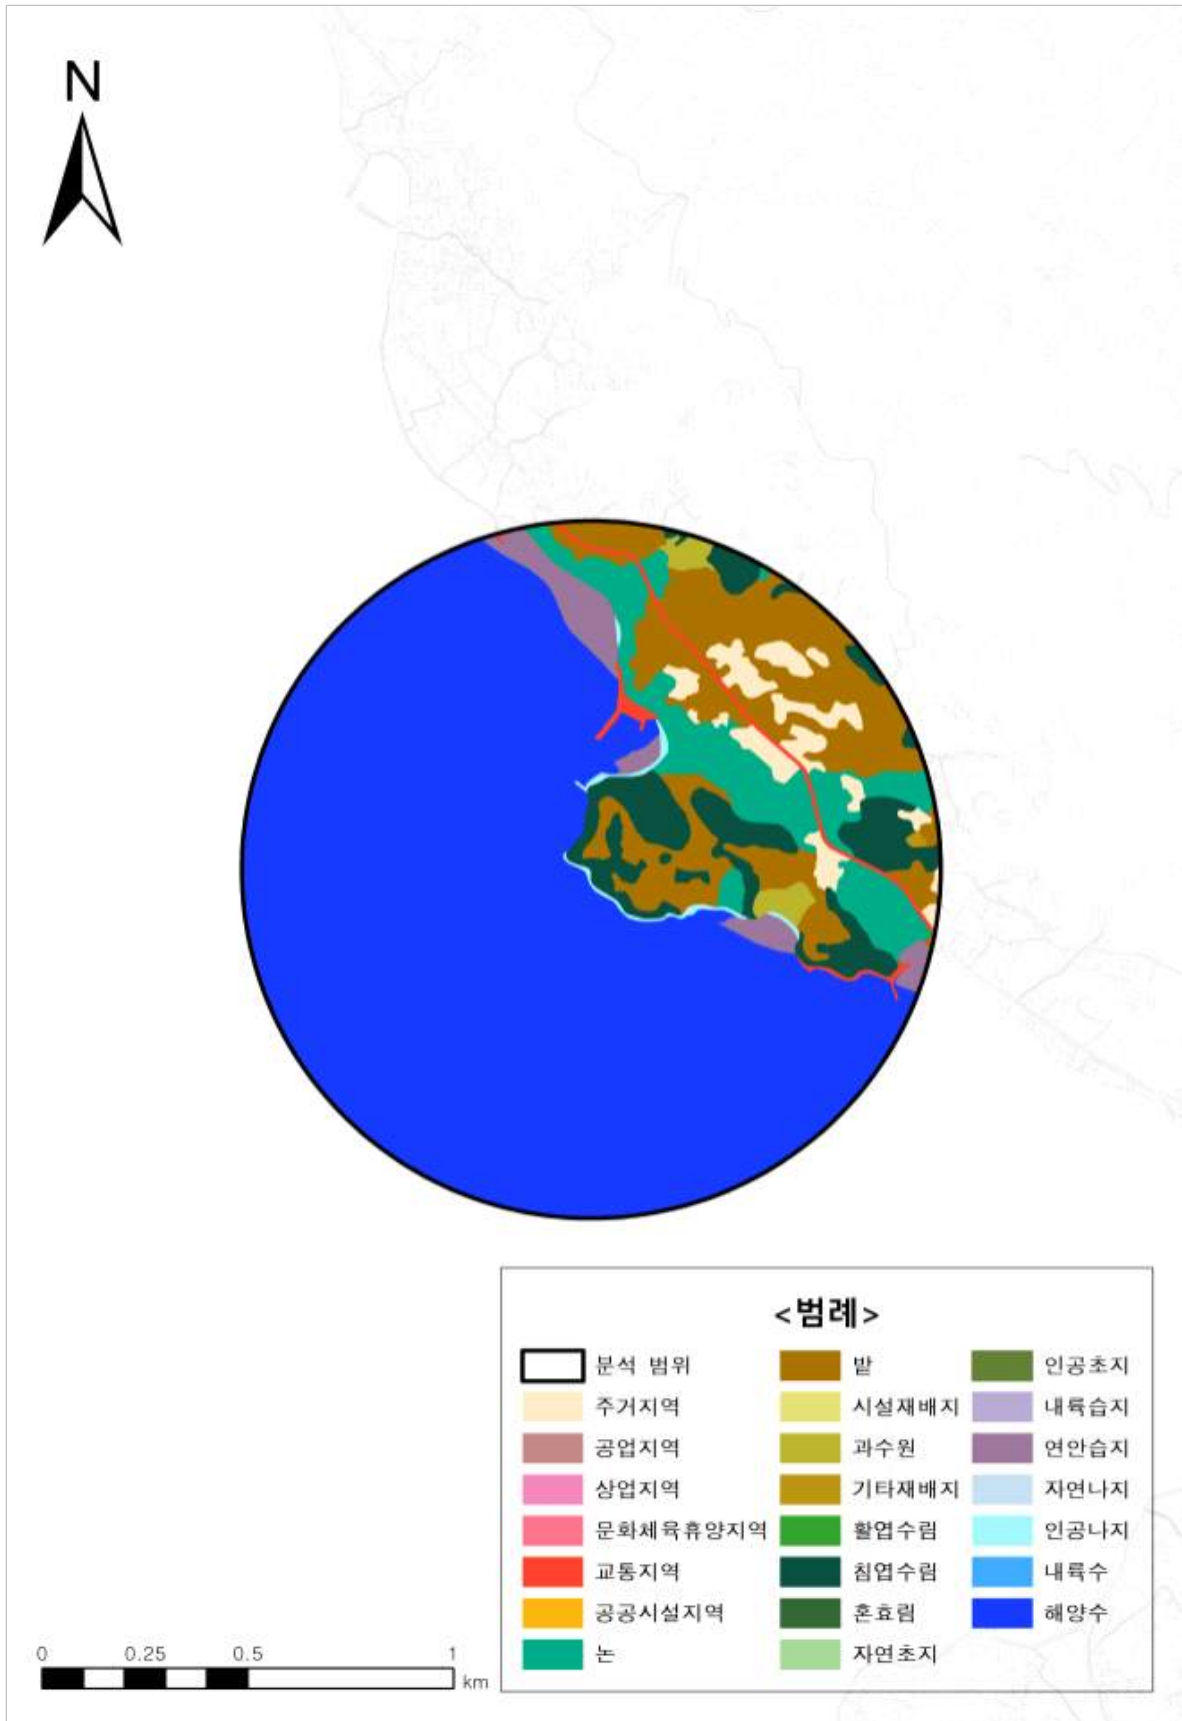 N
<범례>
분석 범위
주거지역
공업지역
상업지역
문화체육휴양지역
교통지역
공공시설지역
논
밭
시설재배지
과수원
기타재배지
활엽수림
침엽수림
혼효림
자연초지
인공초지
내륙습지
연안습지
자연나지
인공나지
내륙수
해양수
0 0.25 0.5 1
km